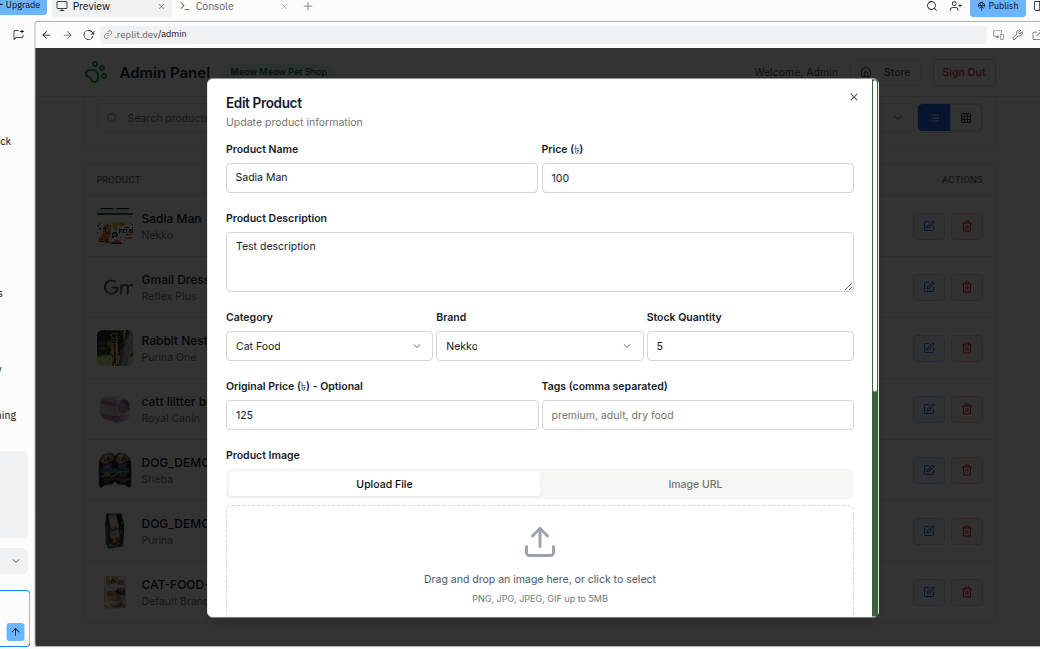 Upgrade
Preview
Console
Publish
.replit.dev/admin
Admin Panel
Meow Meow Pet Shop
Welcome, Admin
Store
Sign Out
Search products
PRODUCT
ACTIONS
Sadia Man
Nekko
Gmail Dress
Reflex Plus
Rabbit Nest
Purina One
catt liitter b
Royal Canin
DOG_DEMO
Sheba
DOG_DEMO
Purina
CAT-FOOD-
Default Brand
ck
s
y
ning
Edit Product
Update product information
Product Name
Price (৳)
Sadia Man
100
Product Description
Test description
Category
Brand
Stock Quantity
Cat Food
Nekko
5
Original Price (৳) - Optional
Tags (comma separated)
125
premium, adult, dry food
Product Image
Upload File
Image URL
Drag and drop an image here, or click to select
PNG, JPG, JPEG, GIF up to 5MB